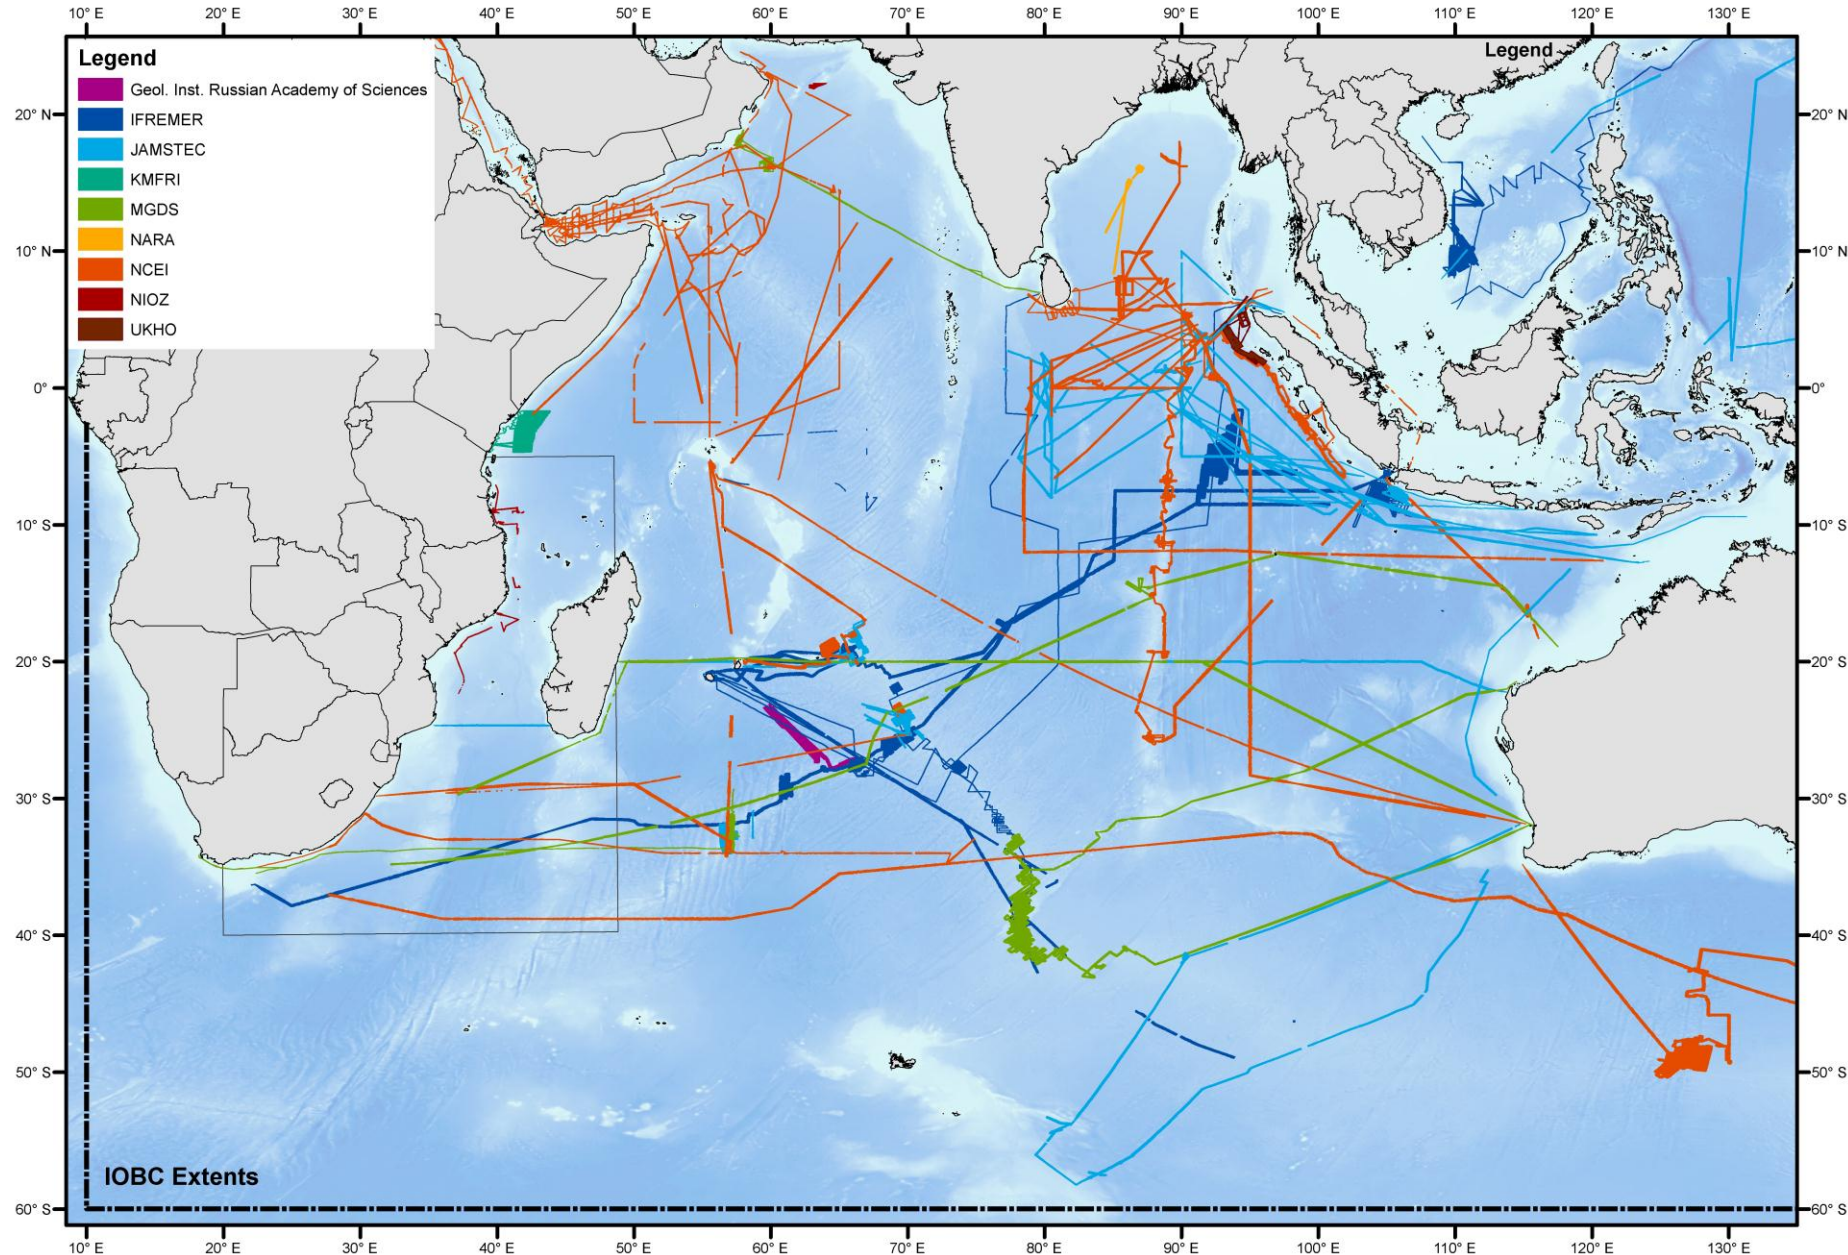 10° E 20° E 30° E 40° E 50° E 60° E 70° E 80° E 90° E 100° E 110° E 120° E 130° E
Legend
Legend
Geol. Inst. Russian Academy of Sciences
IFREMER
JAMSTEC
KMFRI
MGDS
NARA
NCEI
NIOZ
UKHO
20° N 20° N
10° N 10° N
0° 0°
10° S 10° S
20° S 20° S
30° S 30° S
40° S 40° S
50° S 50° S
IOBC Extents
60° S 60° S
10° E 20° E 30° E 40° E 50° E 60° E 70° E 80° E 90° E 100° E 110° E 120° E 130° E